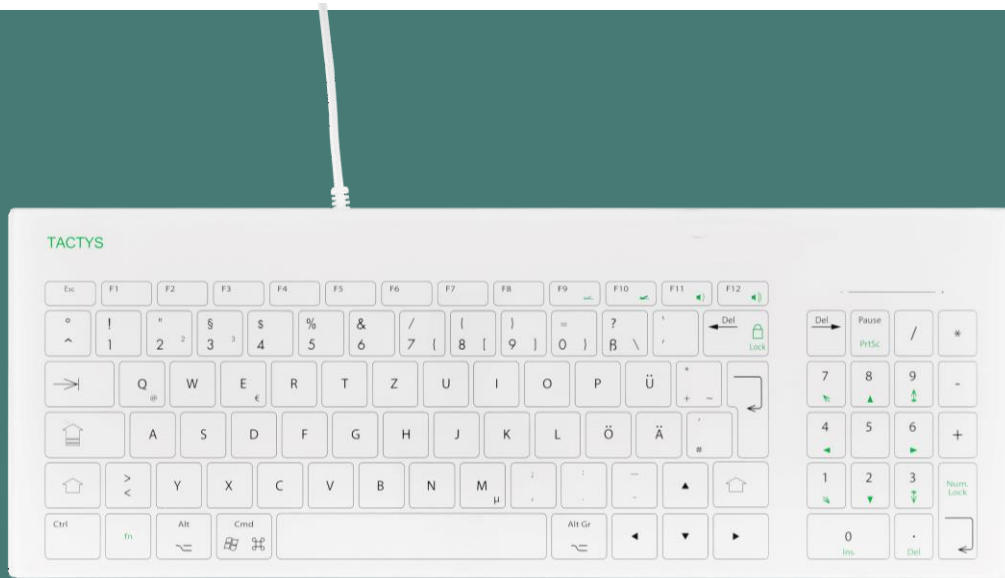 TACTYS
Esc F1 F2 F3 F4 F5 F6 F7 F8 F9 F10 F11 F12
° ! " § $ % & / ( ) = ? ` Del
^ 1 2 ² 3 ³ 4 5 6 7 { 8 [ 9 ] 0 } ß \ ' Lock
Q @ W E € R T Z U I O P Ü * + ~
A S D F G H J K L Ö Ä ' #
> < Y X C V B N M µ ; , : . _ -
Ctrl fn Alt Cmd Alt Gr
Del Pause PrtSc / *
7 8 9 -
4 5 6 +
1 2 3 Num. Lock
0 Ins . Del